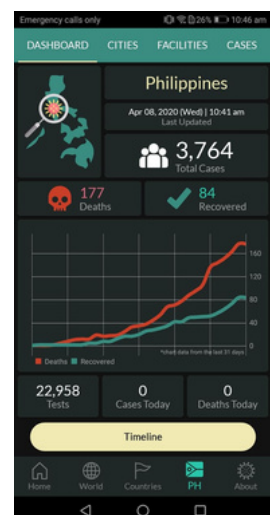 Emergency calls only 26% 10:46 am
DASHBOARD CITIES FACILITIES CASES
Philippines
Apr 08, 2020 (Wed) | 10:41 am
Last Updated
3,764
Total Cases
177
Deaths
84
Recovered
160
120
80
40
0
*chart data from the last 31 days
Deaths Recovered
22,958 0 0
Tests Cases Today Deaths Today
Timeline
Home World Countries PH About